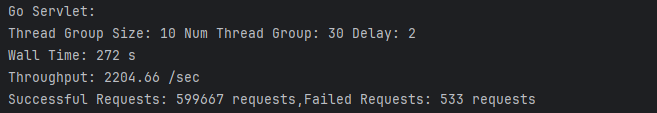 Go Servlet:
Thread Group Size: 10 Num Thread Group: 30 Delay: 2
Wall Time: 272 s
Throughput: 2204.66 /sec
Successful Requests: 599667 requests,Failed Requests: 533 requests